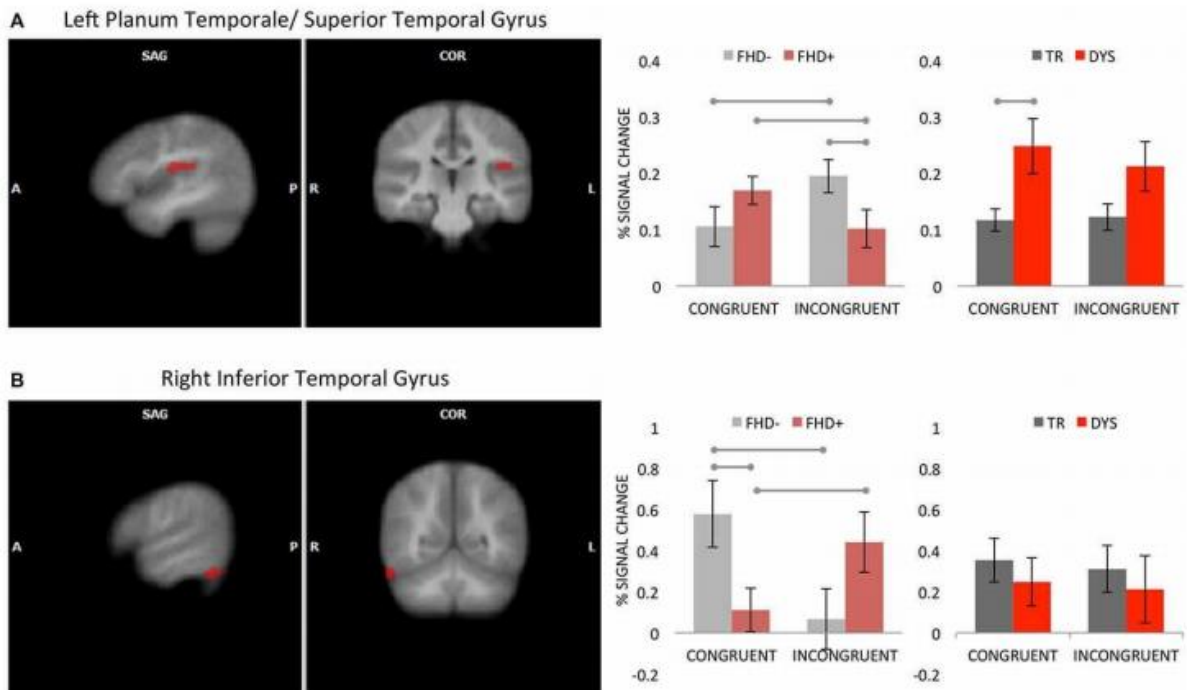 A Left Planum Temporale/ Superior Temporal Gyrus
SAG
COR
A
P
R
L
FHD- FHD+
% SIGNAL CHANGE
0.4
0.3
0.2
0.1
0
CONGRUENT INCONGRUENT
TR DYS
0.4
0.3
0.2
0.1
0
CONGRUENT INCONGRUENT
B Right Inferior Temporal Gyrus
SAG
COR
A
P
R
L
FHD- FHD+
% SIGNAL CHANGE
1
0.8
0.6
0.4
0.2
0
-0.2
CONGRUENT INCONGRUENT
TR DYS
1
0.8
0.6
0.4
0.2
0
-0.2
CONGRUENT INCONGRUENT